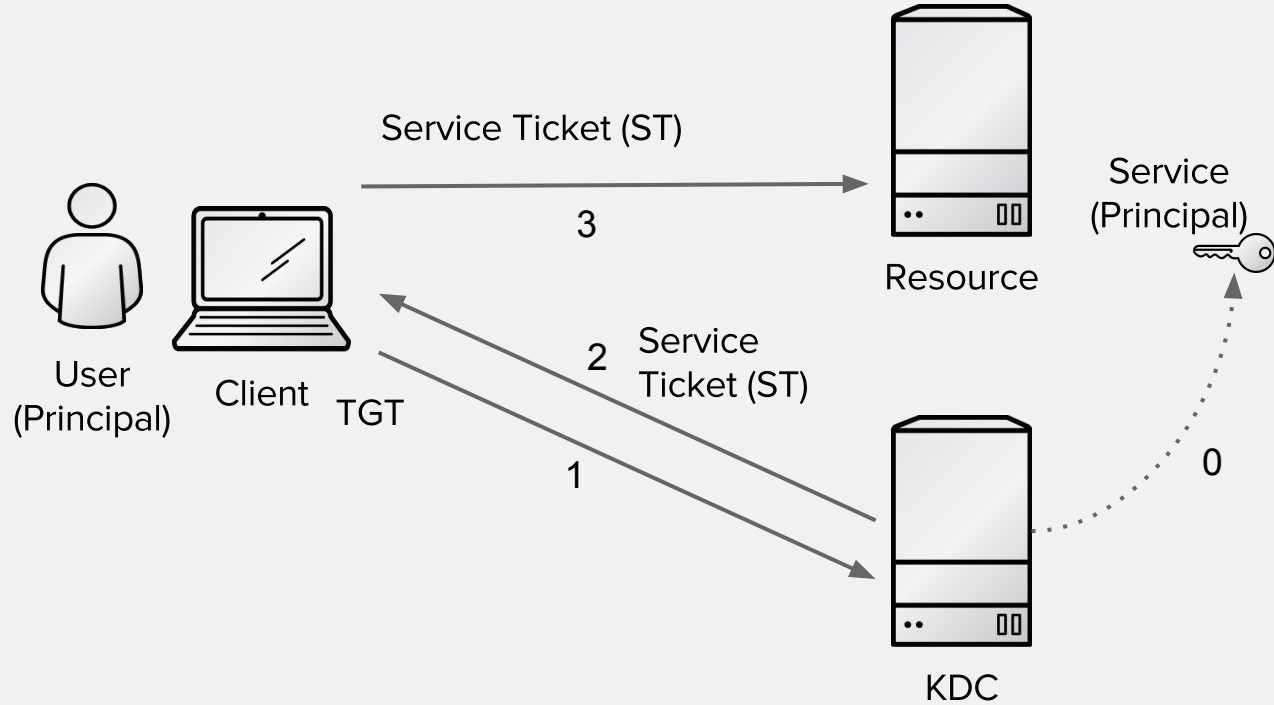 Service Ticket (ST)
3
Service
(Principal)
Resource
User
(Principal)
Client
TGT
2
Service
Ticket (ST)
1
0
KDC